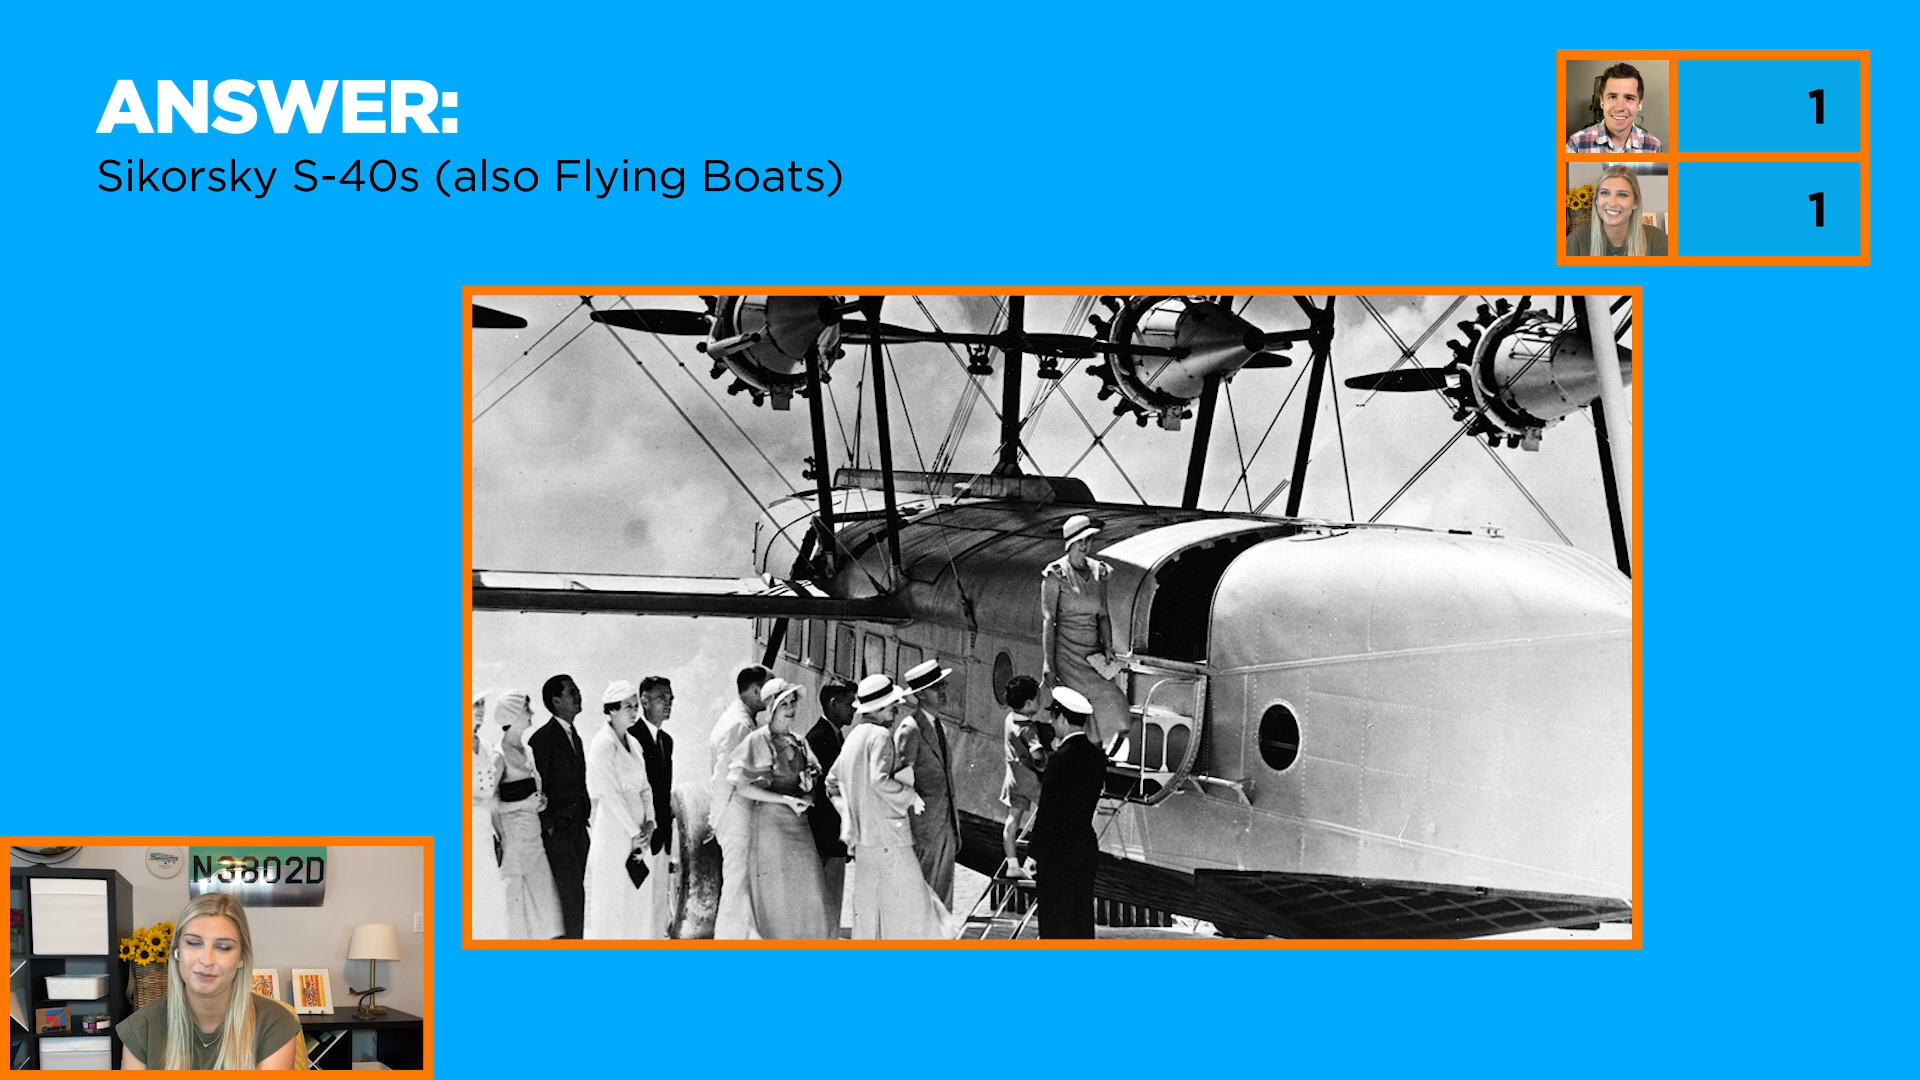 ANSWER:
Sikorsky S-40s (also Flying Boats)
1
1
N3802D